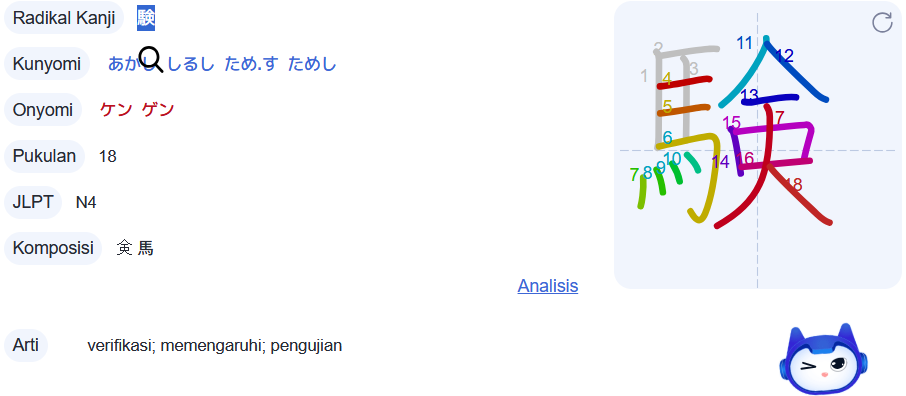 Radikal Kanji 験
Kunyomi あかし しるし ため.す ためし
Onyomi ケン ゲン
Pukulan 18
JLPT N4
Komposisi 㑒 馬
Analisis
Arti verifikasi; memengaruhi; pengujian
1 2 3 4 5 6 7 8 9 10 11 12 13 14 15 16 7 18